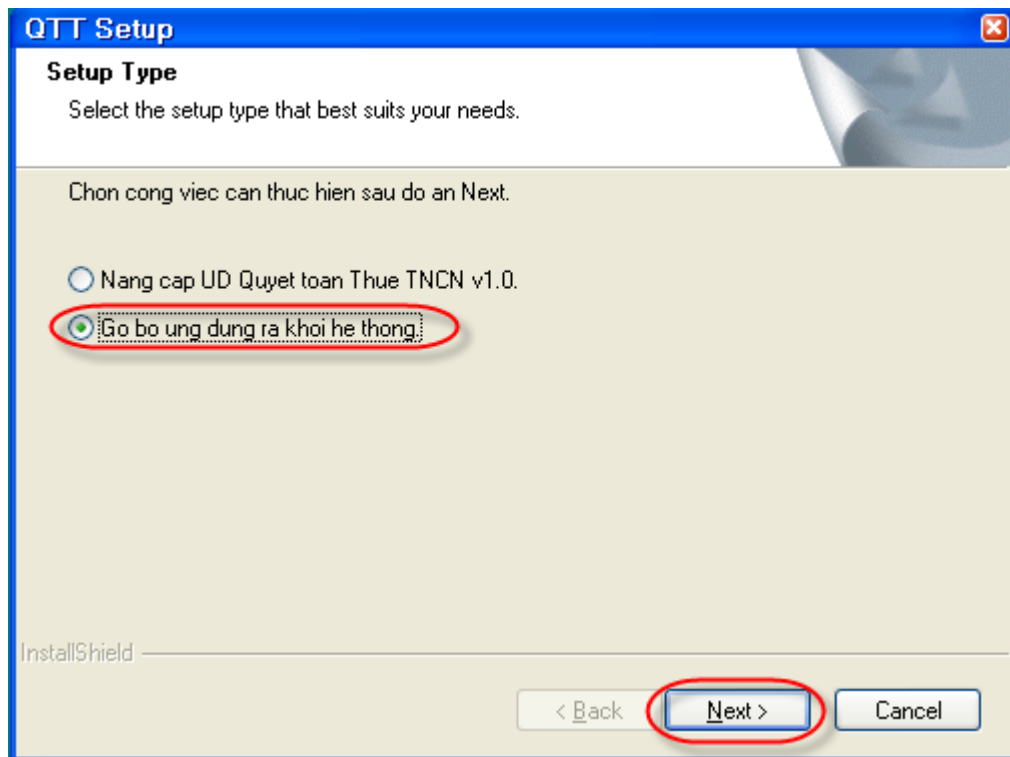 QTT Setup
Setup Type
Select the setup type that best suits your needs.
Chon cong viec can thuc hien sau do an Next.
Nang cap UD Quyet toan Thue TNCN v1.0.
Go bo ung dung ra khoi he thong.
InstallShield
< Back
Next >
Cancel